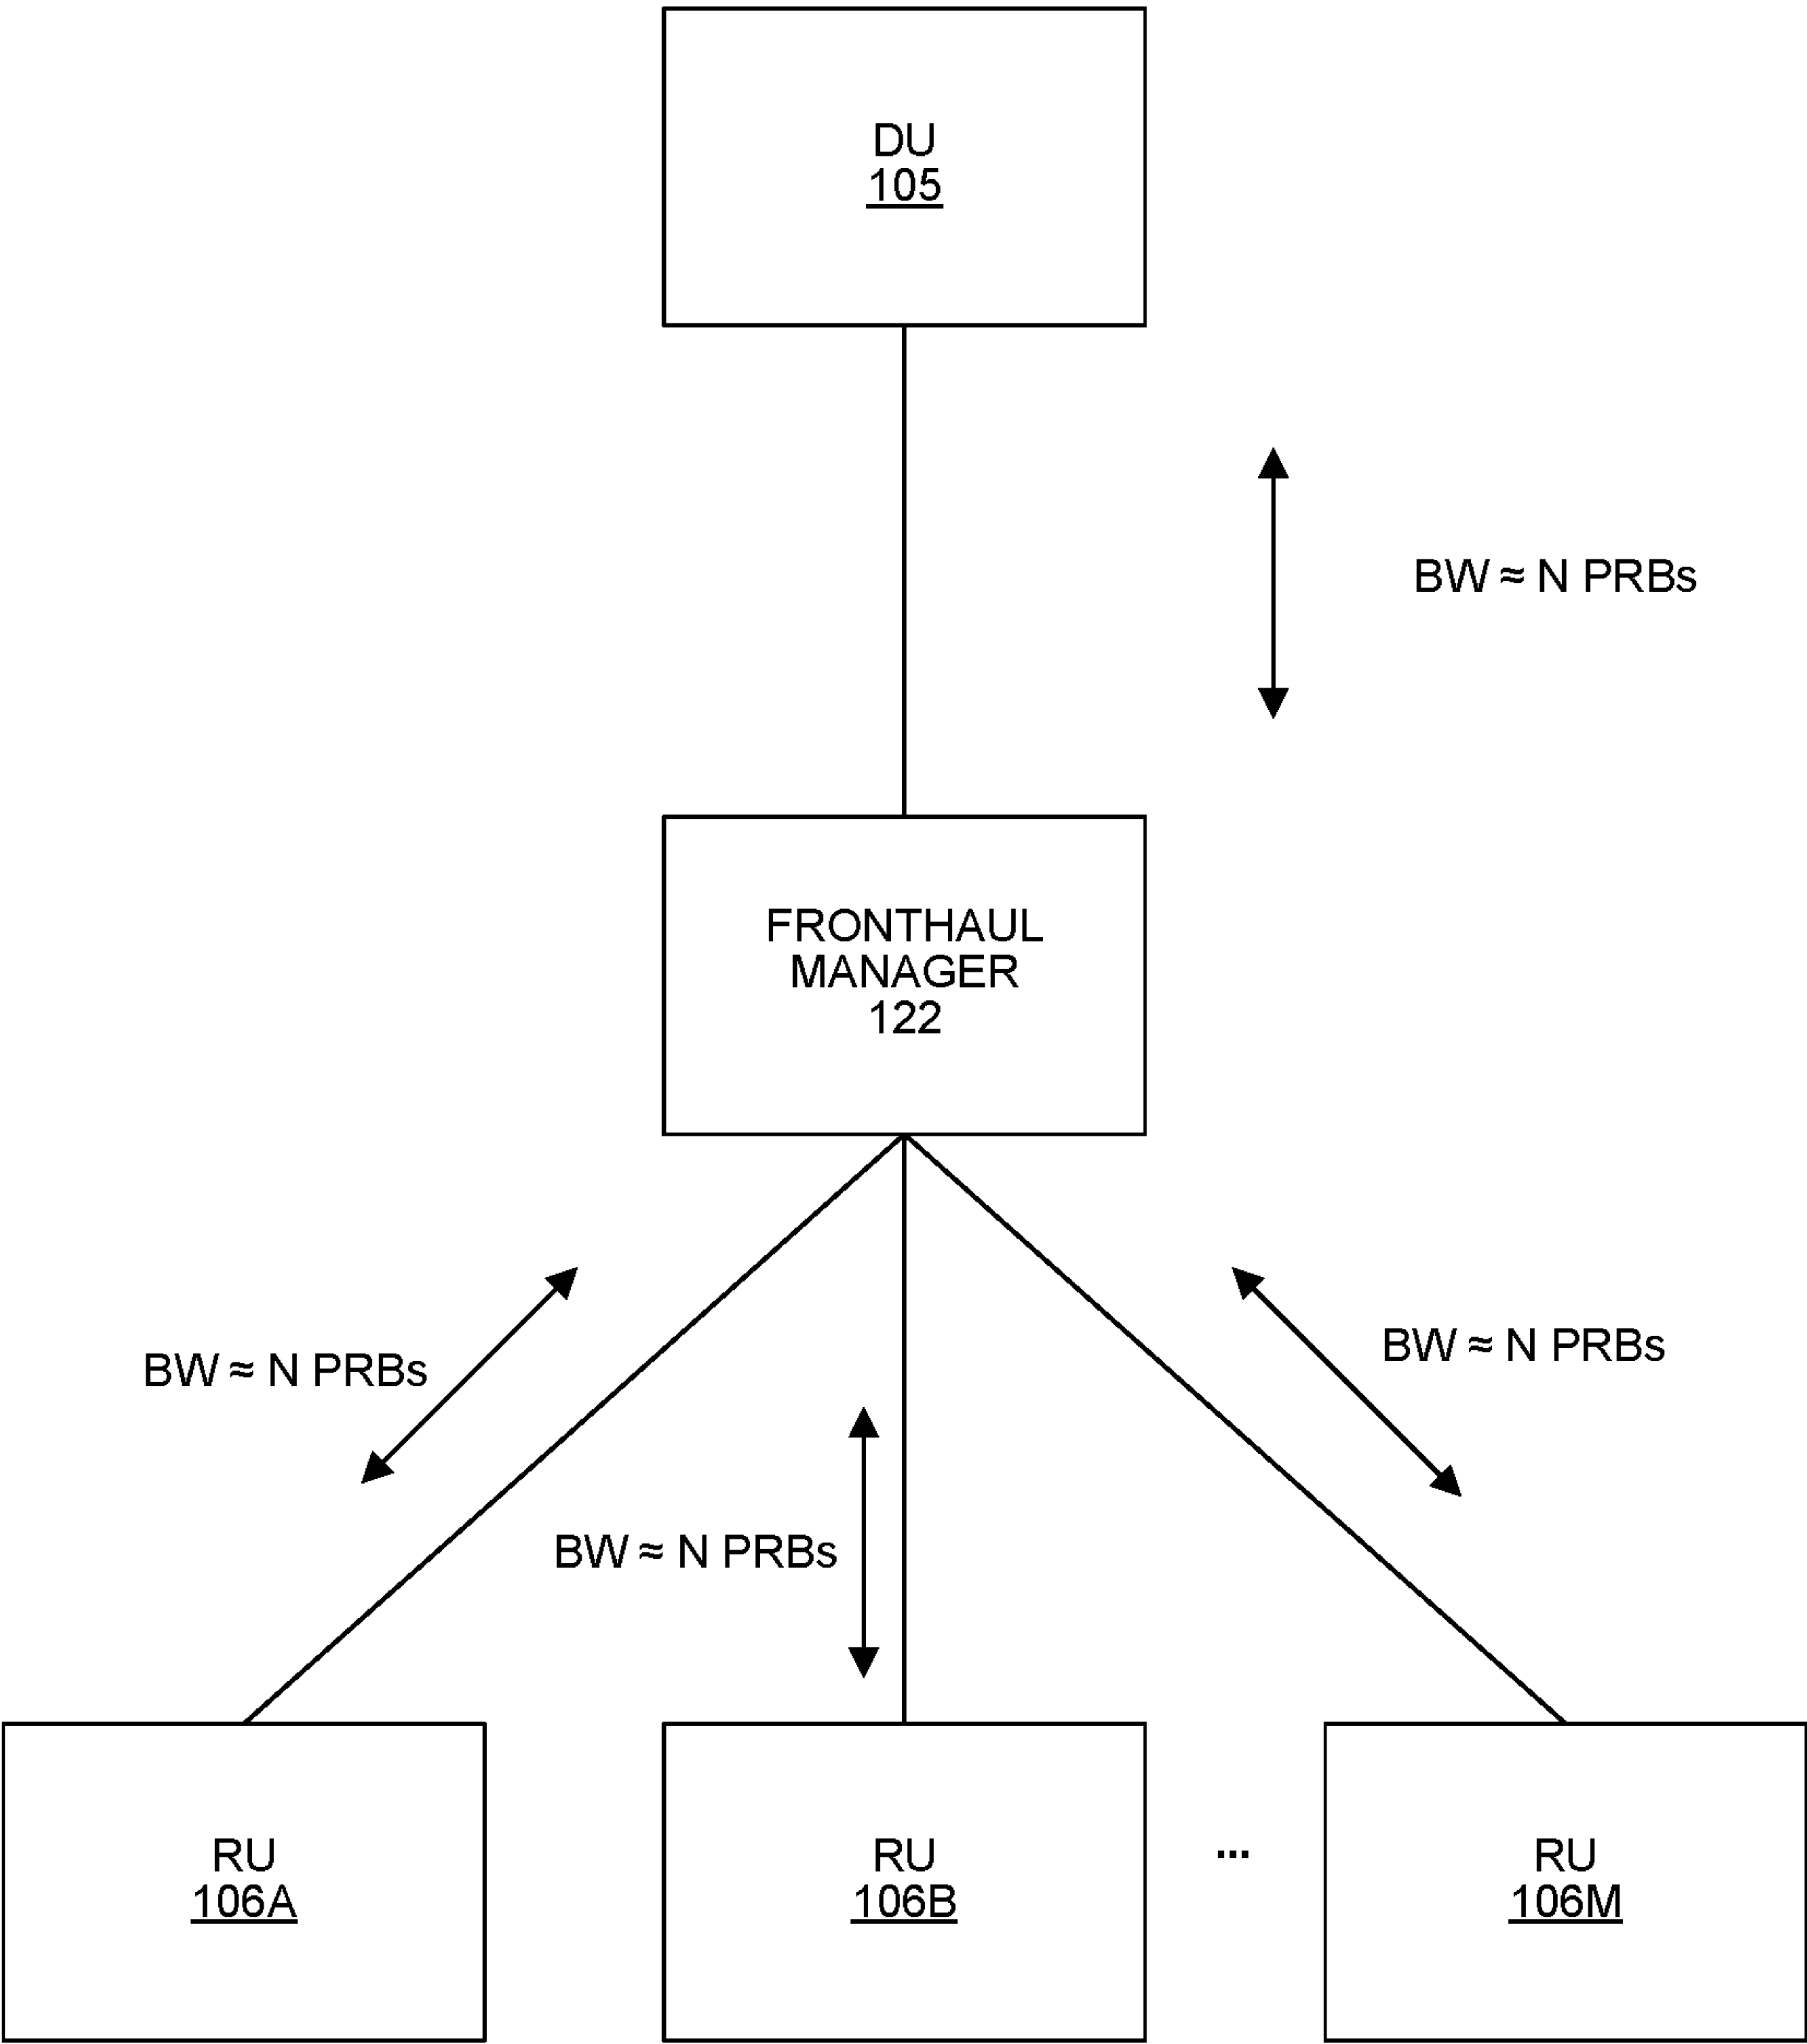 DU
105
BW ≈ N PRBs
FRONTHAUL
MANAGER
122
BW ≈ N PRBs
BW ≈ N PRBs
BW ≈ N PRBs
RU
106A
RU
106B
...
RU
106M